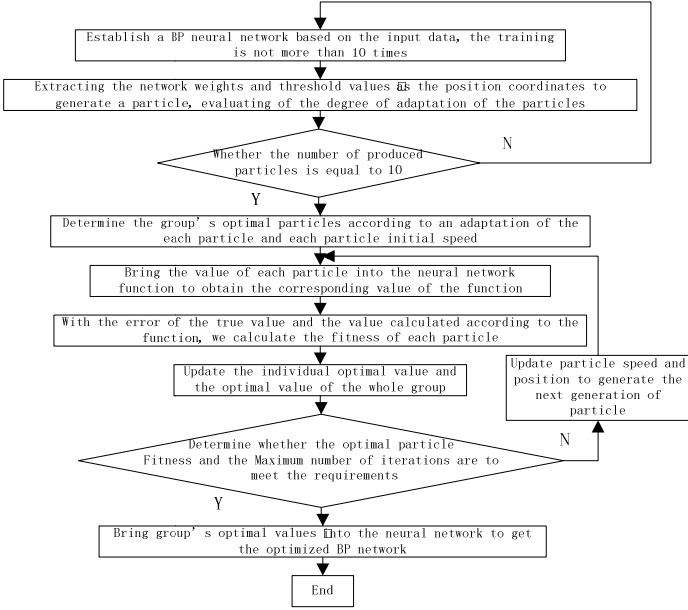 Establish a BP neural network based on the input data, the training
is not more than 10 times
Extracting the network weights and threshold values as the position coordinates to
generate a particle, evaluating of the degree of adaptation of the particles
Whether the number of produced
particles is equal to 10
N
Y
Determine the group's optimal particles according to an adaptation of the
each particle and each particle initial speed
Bring the value of each particle into the neural network
function to obtain the corresponding value of the function
With the error of the true value and the value calculated according to the
function, we calculate the fitness of each particle
Update the individual optimal value and
the optimal value of the whole group
Update particle speed and
position to generate the
next generation of
particle
Determine whether the optimal particle
Fitness and the Maximum number of iterations are to
meet the requirements
N
Y
Bring group's optimal values into the neural network to get
the optimized BP network
End